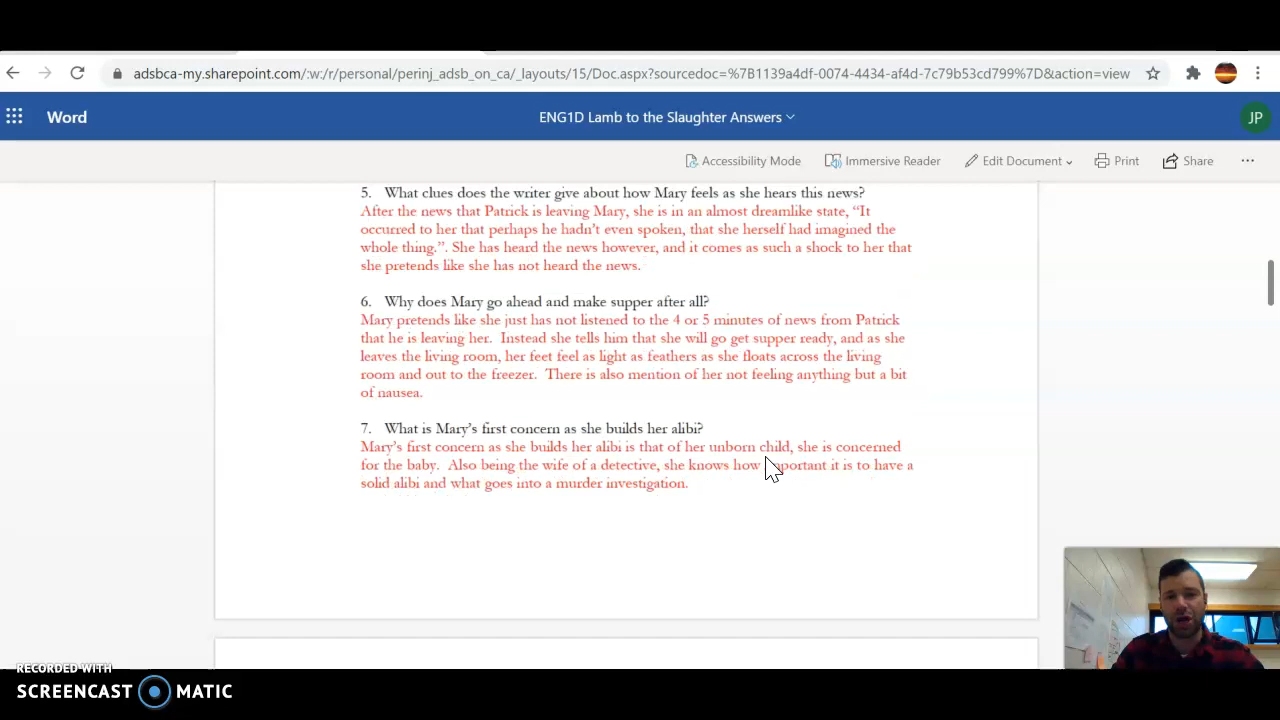 adsbca-my.sharepoint.com/:w:/r/personal/perinj_adsb_on_ca/_layouts/15/Doc.aspx?sourcedoc=%7B1139a4df-0074-4434-af4d-7c79b53cd799%7D&action=view
Word
ENG1D Lamb to the Slaughter Answers
JP
Accessibility Mode
Immersive Reader
Edit Document
Print
Share
5. What clues does the writer give about how Mary feels as she hears this news?
After the news that Patrick is leaving Mary, she is in an almost dreamlike state, “It
occurred to her that perhaps he hadn’t even spoken, that she herself had imagined the
whole thing.”. She has heard the news however, and it comes as such a shock to her that
she pretends like she has not heard the news.
6. Why does Mary go ahead and make supper after all?
Mary pretends like she just has not listened to the 4 or 5 minutes of news from Patrick
that he is leaving her. Instead she tells him that she will go get supper ready, and as she
leaves the living room, her feet feel as light as feathers as she floats across the living
room and out to the freezer. There is also mention of her not feeling anything but a bit
of nausea.
7. What is Mary’s first concern as she builds her alibi?
Mary’s first concern as she builds her alibi is that of her unborn child, she is concerned
for the baby. Also being the wife of a detective, she knows how important it is to have a
solid alibi and what goes into a murder investigation.
RECORDED WITH
SCREENCAST MATIC